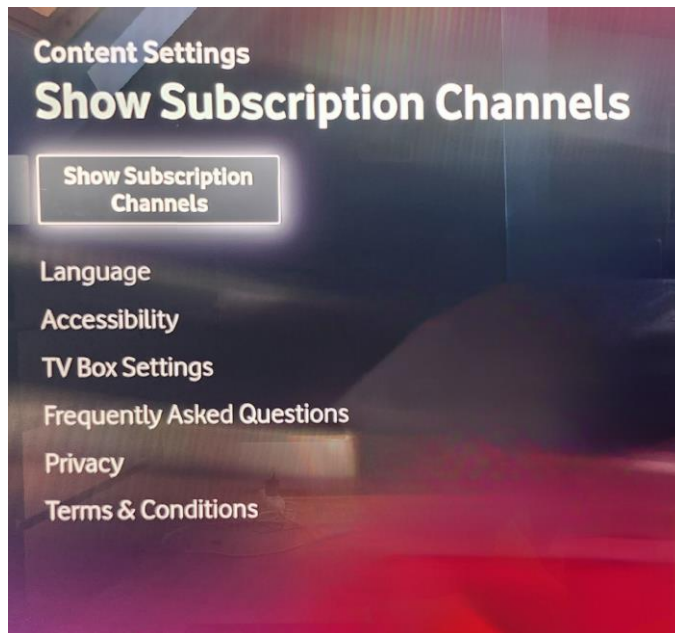 Content Settings
Show Subscription Channels
Show Subscription
Channels
Language
Accessibility
TV Box Settings
Frequently Asked Questions
Privacy
Terms & Conditions